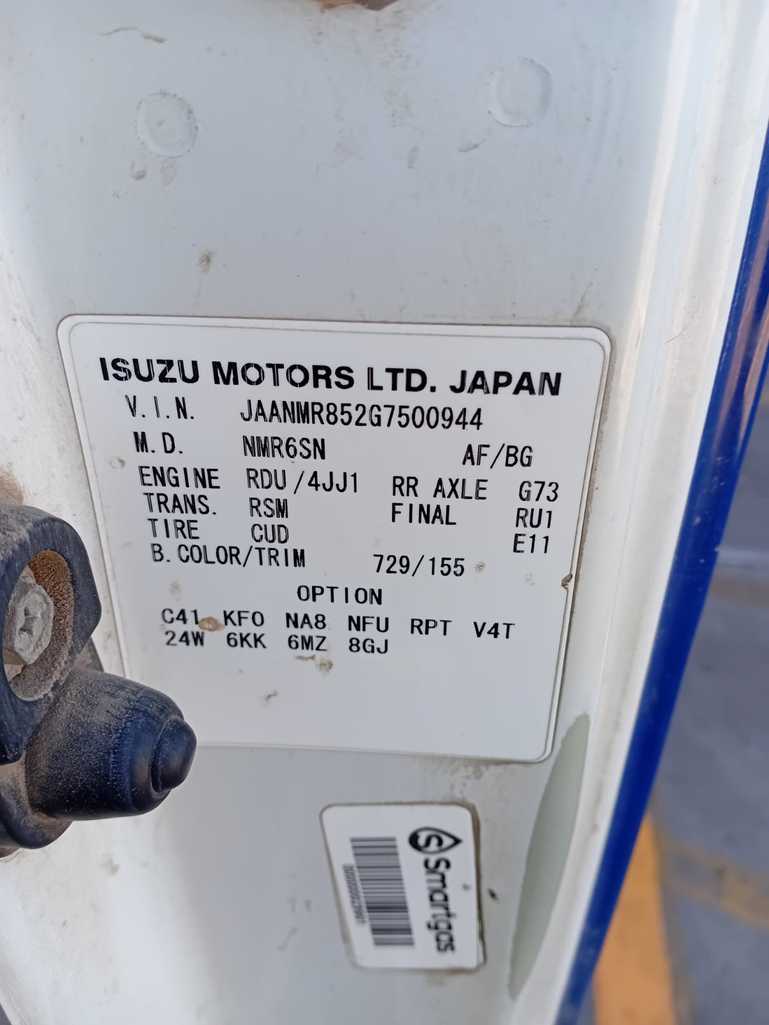 ISUZU MOTORS LTD. JAPAN
V.I.N. JAANMR852G7500944
M.D. NMR6SN AF/BG
ENGINE RDU/4JJ1 RR AXLE G73
TRANS. RSM FINAL RU1
TIRE CUD E11
B.COLOR/TRIM 729/155
OPTION
C41 KFO NA8 NFU RPT V4T
24W 6KK 6MZ 8GJ
Smartgas